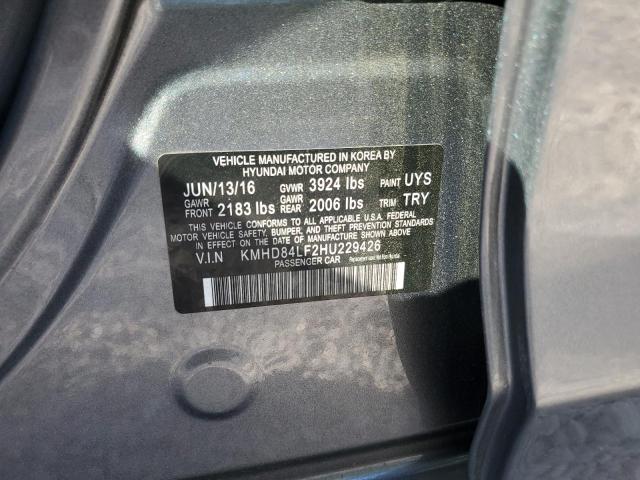 VEHICLE MANUFACTURED IN KOREA BY
HYUNDAI MOTOR COMPANY
JUN/13/16 GVWR 3924 lbs PAINT UYS
GAWR FRONT 2183 lbs GAWR REAR 2006 lbs TRIM TRY
THIS VEHICLE CONFORMS TO ALL APPLICABLE U.S.A. FEDERAL
MOTOR VEHICLE SAFETY, BUMPER, AND THEFT PREVENTION STANDARDS
IN EFFECT ON THE DATE OF MANUFACTURE SHOWN ABOVE.
V.I.N KMHD84LF2HU229426
PASSENGER CAR